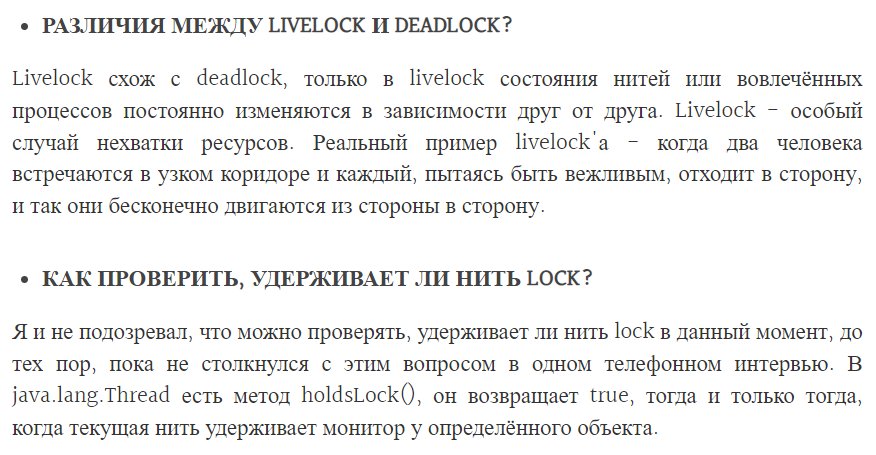 • РАЗЛИЧИЯ МЕЖДУ LIVELOCK И DEADLOCK?
Livelock схож с deadlock, только в livelock состояния нитей или вовлечённых
процессов постоянно изменяются в зависимости друг от друга. Livelock – особый
случай нехватки ресурсов. Реальный пример livelock'a – когда два человека
встречаются в узком коридоре и каждый, пытаясь быть вежливым, отходит в сторону,
и так они бесконечно двигаются из стороны в сторону.
• КАК ПРОВЕРИТЬ, УДЕРЖИВАЕТ ЛИ НИТЬ LOCK?
Я и не подозревал, что можно проверять, удерживает ли нить lock в данный момент, до
тех пор, пока не столкнулся с этим вопросом в одном телефонном интервью. В
java.lang.Thread есть метод holdsLock(), он возвращает true, тогда и только тогда,
когда текущая нить удерживает монитор у определённого объекта.